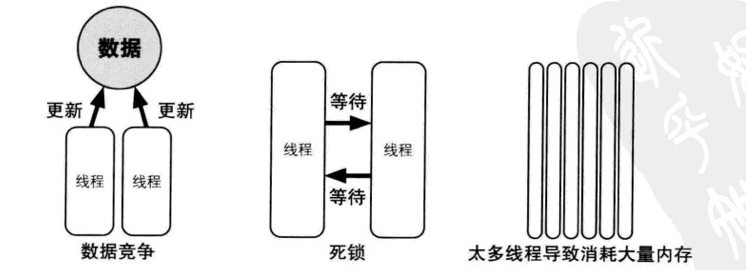 数据
更新 更新
线程 线程
数据竞争
等待
线程 线程
等待
死锁
太多线程导致消耗大量内存